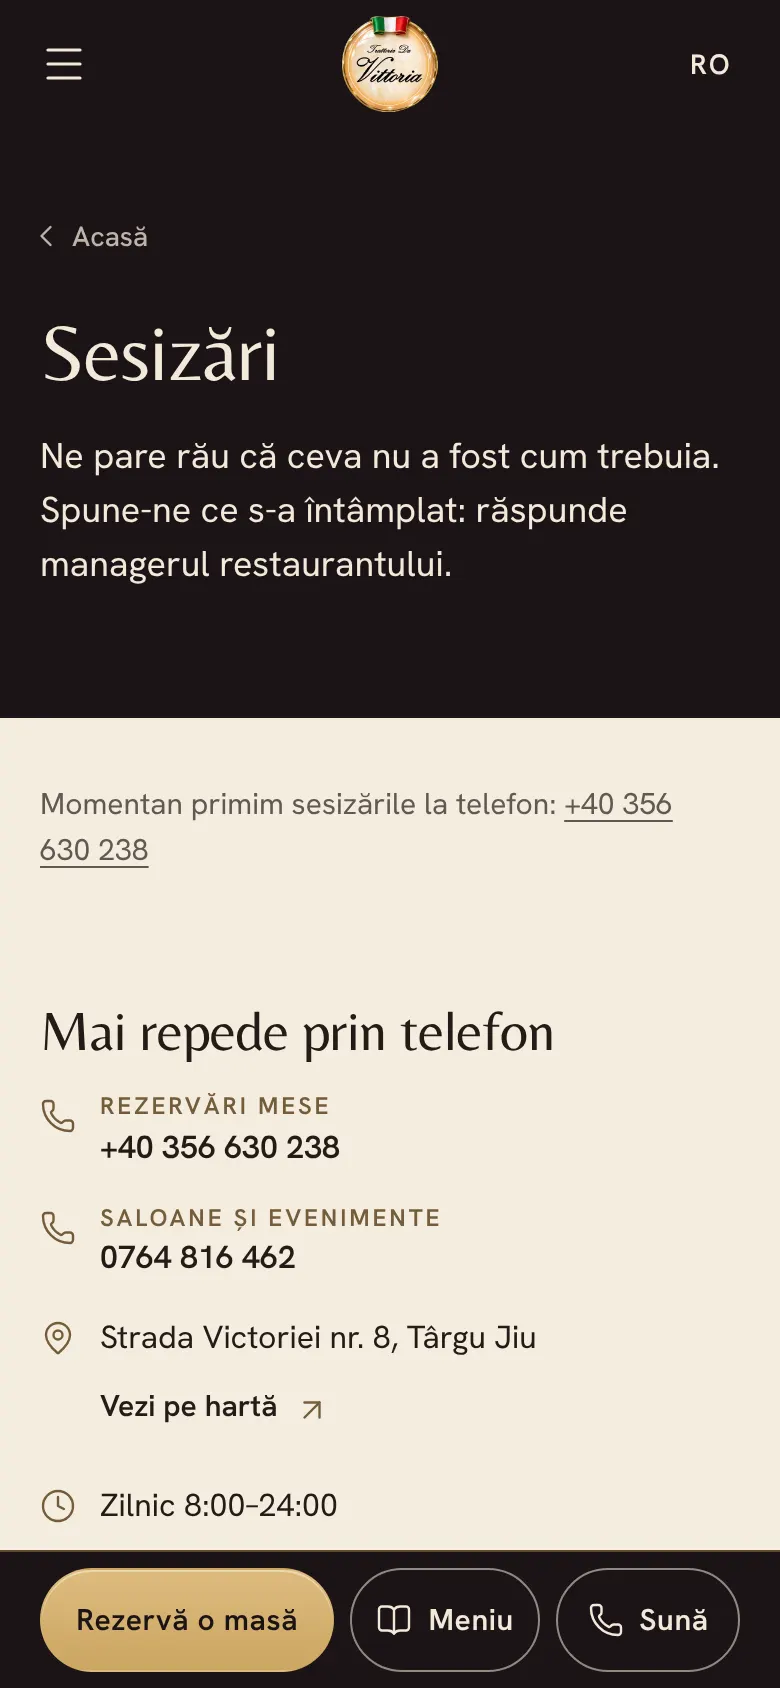 Trattoria Da
Vittoria
RO
Acasă
Sesizări
Ne pare rău că ceva nu a fost cum trebuia.
Spune-ne ce s-a întâmplat: răspunde
managerul restaurantului.
Momentan primim sesizările la telefon: +40 356
630 238
Mai repede prin telefon
REZERVĂRI MESE
+40 356 630 238
SALOANE ȘI EVENIMENTE
0764 816 462
Strada Victoriei nr. 8, Târgu Jiu
Vezi pe hartă
Zilnic 8:00–24:00
Rezervă o masă
Meniu
Sună